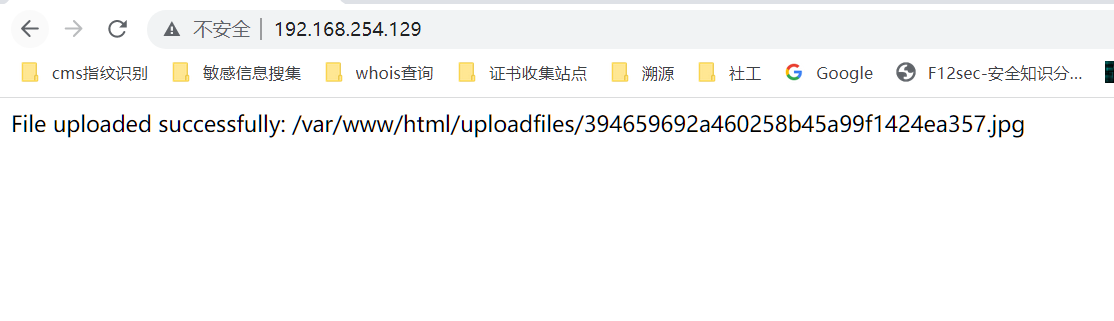 不安全 192.168.254.129
cms指纹识别 敏感信息搜集 whois查询 证书收集站点 溯源 社工 Google F12sec-安全知识分...
File uploaded successfully: /var/www/html/uploadfiles/394659692a460258b45a99f1424ea357.jpg